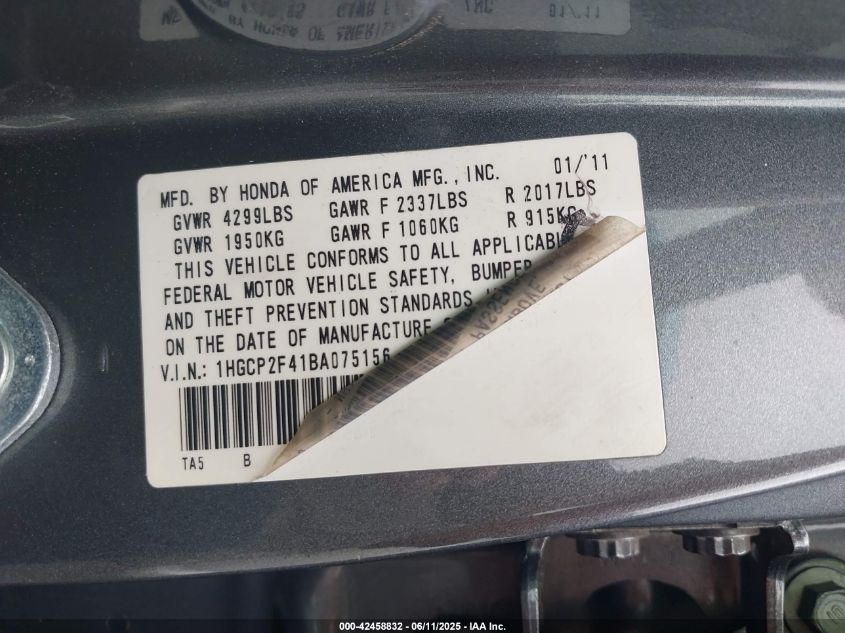 MFD. BY HONDA OF AMERICA MFG., INC. 01/'11
GVWR 4299LBS GAWR F 2337LBS R 2017LBS
GVWR 1950KG GAWR F 1060KG R 915KG
THIS VEHICLE CONFORMS TO ALL
FEDERAL MOTOR VEHICLE SAFETY, BUMPER
AND THEFT PREVENTION STANDARDS
ON THE DATE OF MANUFACTURE
V.I.N.: 1HGCP2F41BA075156
TA5 B
000-42458832 - 06/11/2025 - IAA Inc.